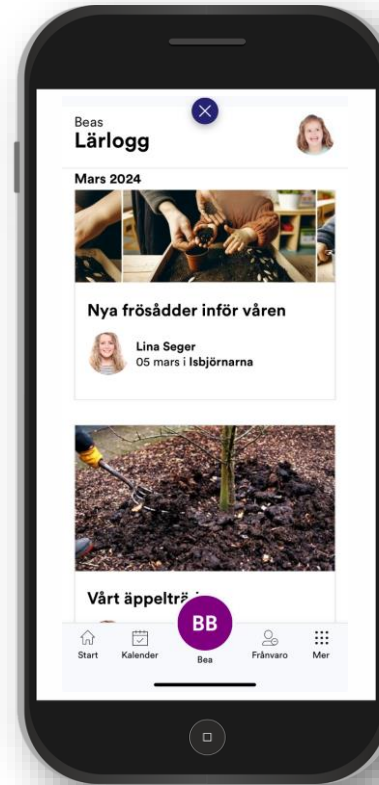 Beas
Lärlogg
Mars 2024
Nya frösådder inför våren
Lina Seger
05 mars i Isbjörnarna
Vårt
BB
Start
Kalender
Bea
Frånvaro
Mer